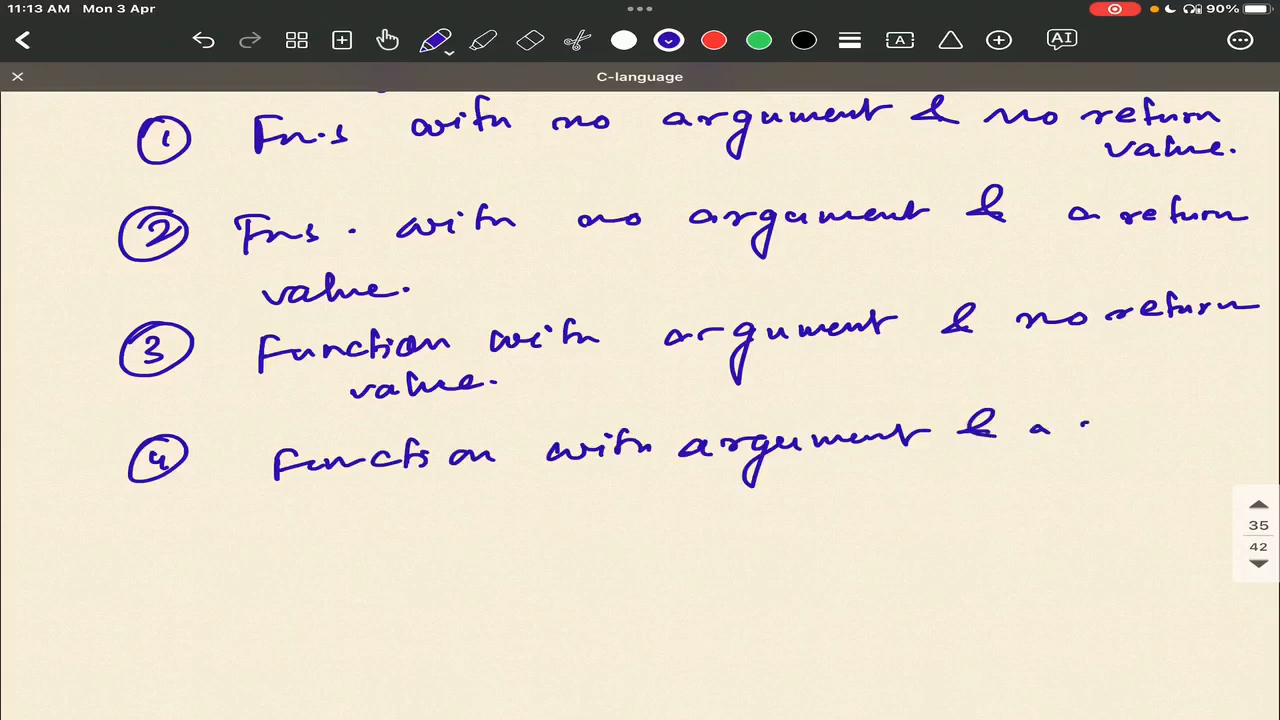 11:13 AM Mon 3 Apr
90%
A
AI
C-language
1 Fn.s with no argument & no return
value.
2 Fns. with no argument & a return
value.
3 Function with argument & no return
value.
4 Function with argument & a
35
42